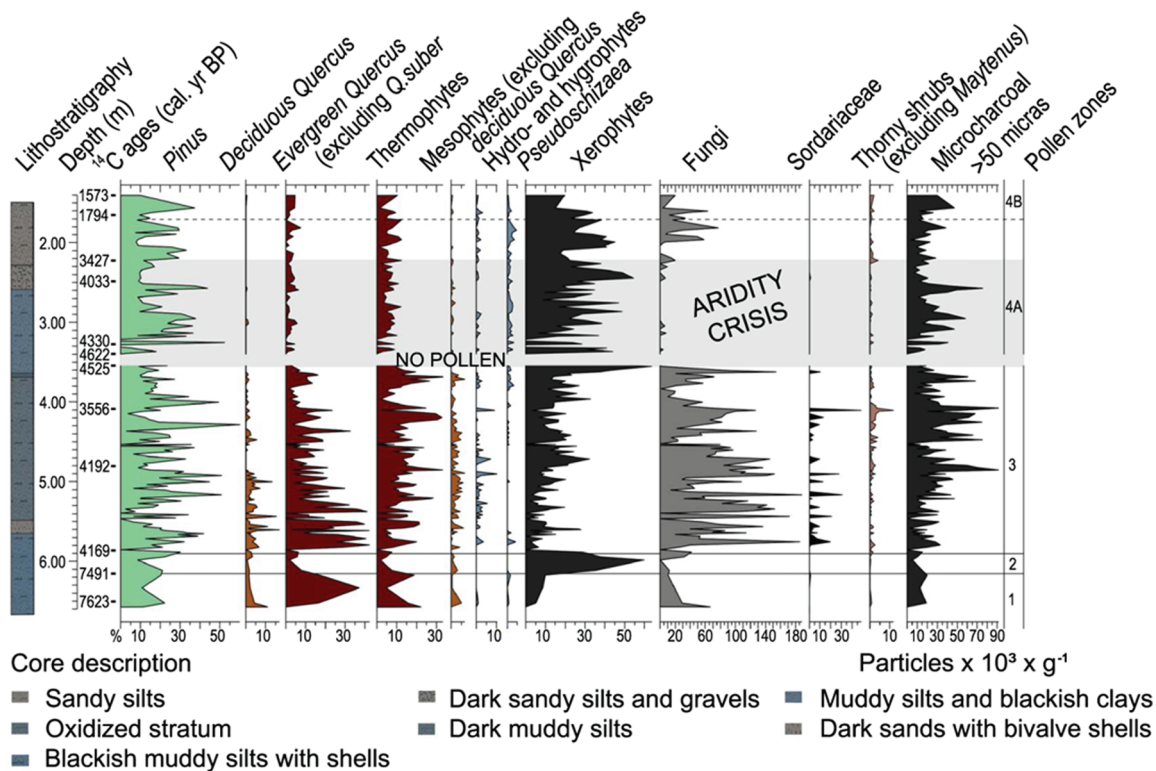 Lithostratigraphy
Depth (m)
¹⁴C ages (cal. yr BP)
Pinus
Deciduous Quercus
Evergreen Quercus
(excluding Q.suber
Thermophytes
Mesophytes (excluding
deciduous Quercus
Hydro- and hygrophytes
Pseudoschizaea
Xerophytes
Fungi
Sordariaceae
Thorny shrubs
(excluding Maytenus)
Microcharcoal
>50 micras
Pollen zones
1573
1794
2.00
3427
4033
3.00
4330
4622
4525
4.00
3556
4192
5.00
4169
6.00
7491
7623
ARIDITY
CRISIS
NO POLLEN
4B
4A
3
2
1
% 10 30 50 10 10 30 10 30 10 10 30 50 20 60 100 140 180 10 30 10 10 30 50 70 90
Core description
Particles x 10³ x g⁻¹
Sandy silts
Dark sandy silts and gravels
Muddy silts and blackish clays
Oxidized stratum
Dark muddy silts
Dark sands with bivalve shells
Blackish muddy silts with shells